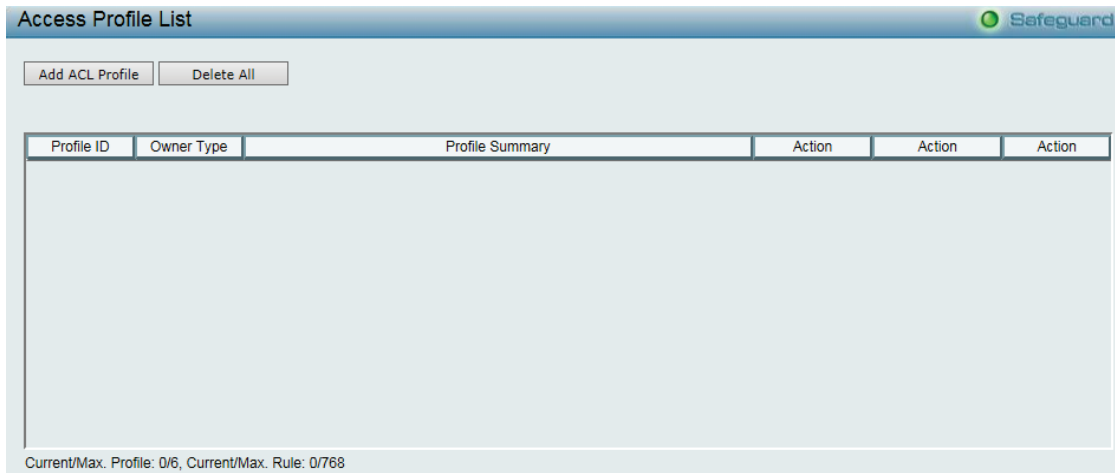 Access Profile List
Safeguard
Add ACL Profile Delete All
Profile ID Owner Type Profile Summary Action Action Action
Current/Max. Profile: 0/6, Current/Max. Rule: 0/768